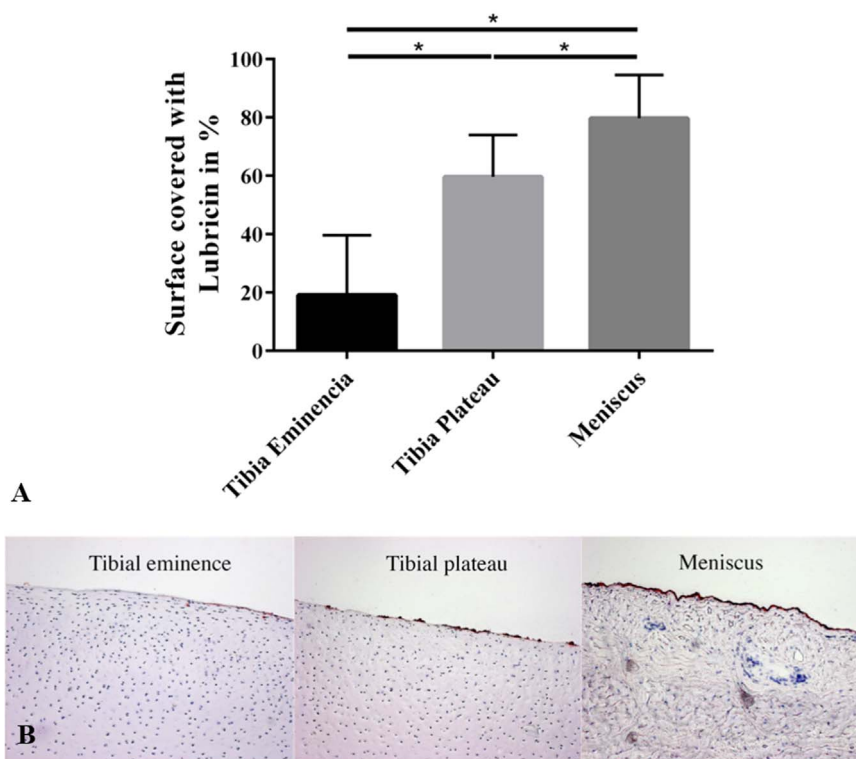 *
*
*
Surface covered with
Lubricin in %
100
80
60
40
20
0
Tibia Eminencia
Tibia Plateau
Meniscus
A
Tibial eminence
Tibial plateau
Meniscus
B